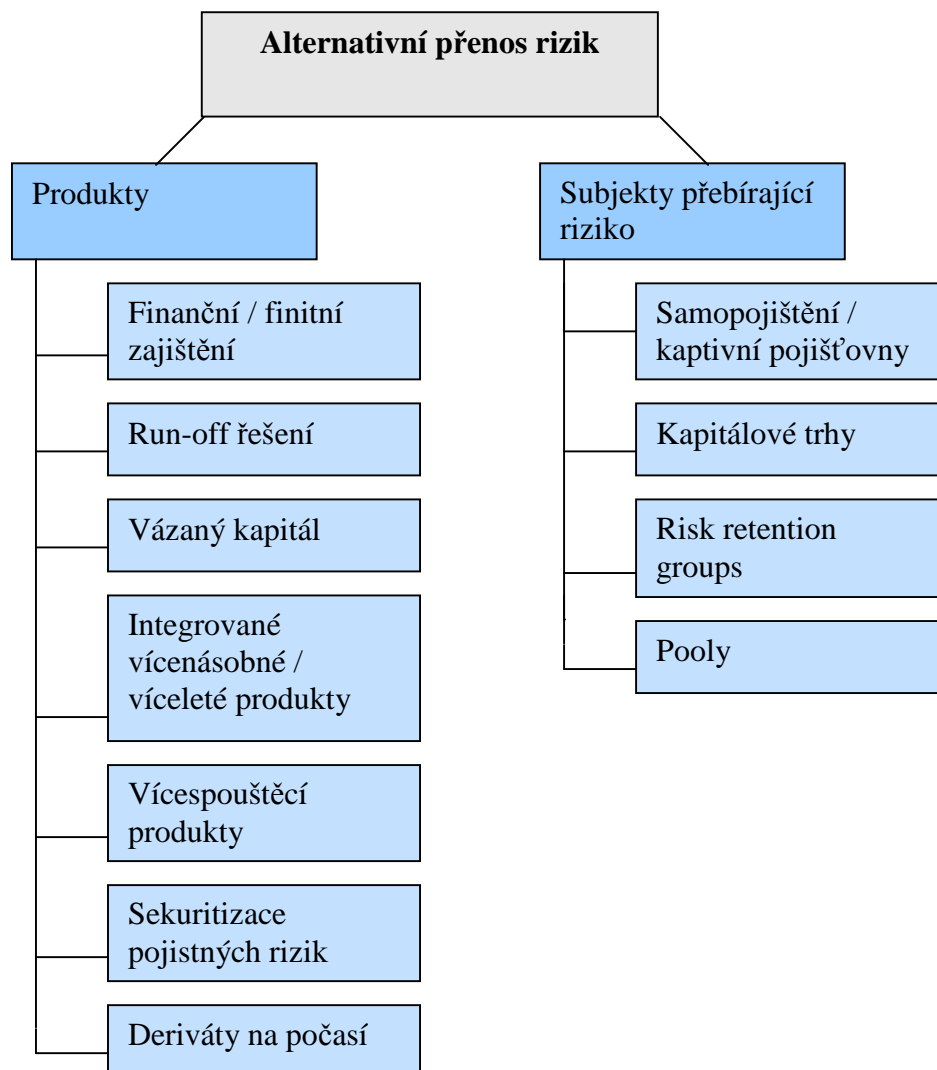 Alternativní přenos rizik
Produkty
Finanční / finitní
zajištění
Run-off řešení
Vázaný kapitál
Integrované
vícenásobné /
víceleté produkty
Vícespouštěcí
produkty
Sekuritizace
pojistných rizik
Deriváty na počasí
Subjekty přebírající
riziko
Samopojištění /
kaptivní pojišťovny
Kapitálové trhy
Risk retention
groups
Pooly